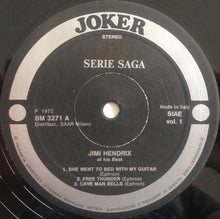 JOKER
STEREO
SERIE SAGA
P 1972
SM 3271 A
Distribuz.: SAAR Milano
Made in Italy
SIAE
vol. 1
JIMI HENDRIX
at his Best
1. SHE WENT TO BED WITH MY GUITAR
(Ephron)
2. FREE THUNDER (Ephron)
3. CAVE MAN BELLS (Ephron)